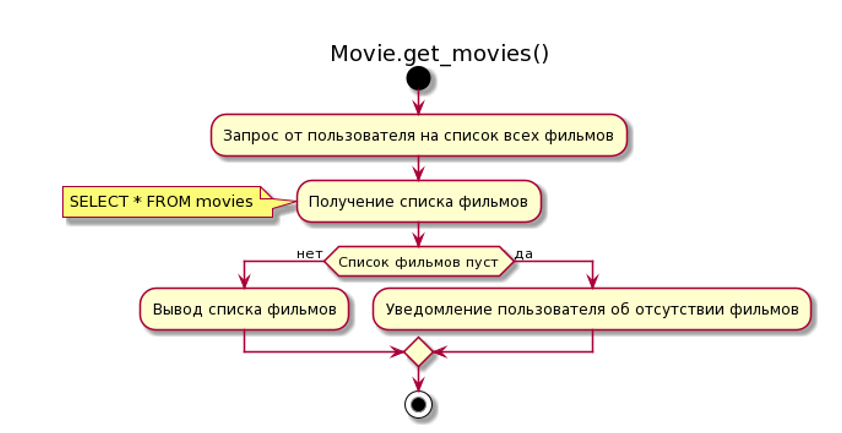 Movie.get_movies()
Запрос от пользователя на список всех фильмов
SELECT * FROM movies
Получение списка фильмов
нет
Список фильмов пуст
да
Вывод списка фильмов
Уведомление пользователя об отсутствии фильмов